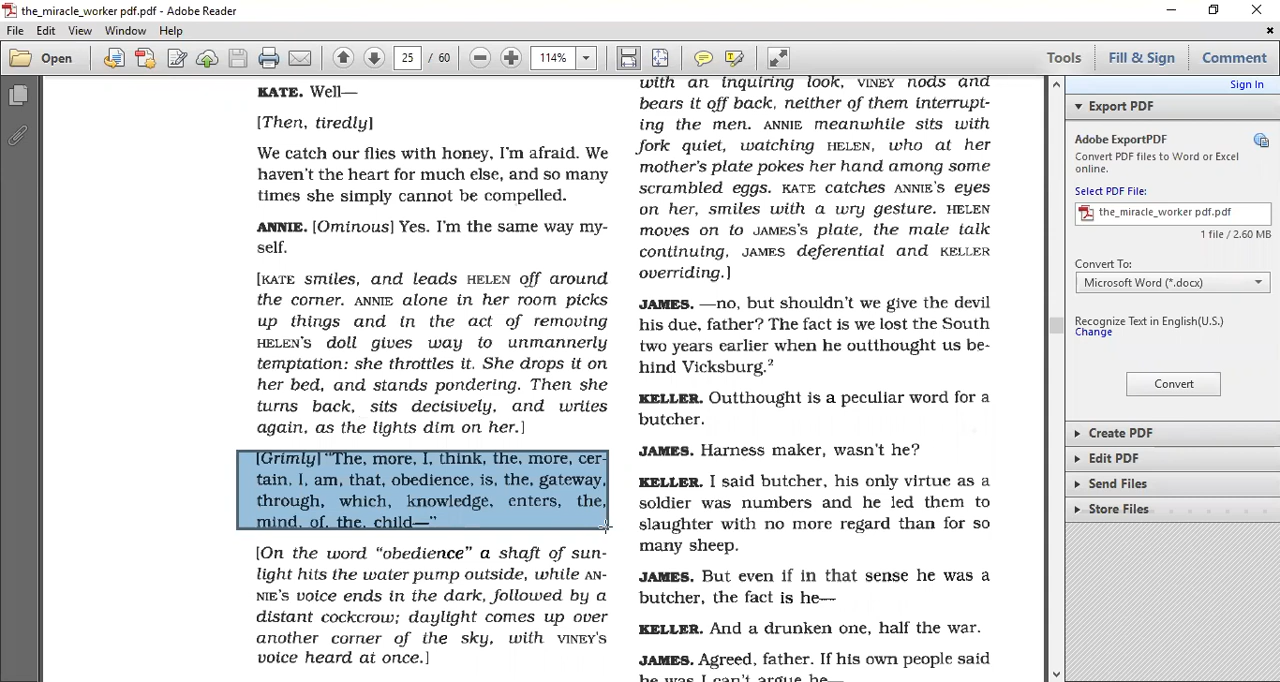 the_miracle_worker pdf.pdf - Adobe Reader
File Edit View Window Help
Open 25 / 60 114% Tools Fill & Sign Comment
KATE. Well—
[Then, tiredly]
We catch our flies with honey, I'm afraid. We
haven't the heart for much else, and so many
times she simply cannot be compelled.
ANNIE. [Ominous] Yes. I'm the same way my-
self.
[KATE smiles, and leads HELEN off around
the corner. ANNIE alone in her room picks
up things and in the act of removing
HELEN'S doll gives way to unmannerly
temptation: she throttles it. She drops it on
her bed, and stands pondering. Then she
turns back, sits decisively, and writes
again, as the lights dim on her.]
[Grimly] "The, more, I, think, the, more, cer-
tain, I, am, that, obedience, is, the, gateway,
through, which, knowledge, enters, the,
mind, of, the, child—"
[On the word "obedience" a shaft of sun-
light hits the water pump outside, while AN-
NIE'S voice ends in the dark, followed by a
distant cockcrow; daylight comes up over
another corner of the sky, with VINEY'S
voice heard at once.]
with an inquiring look, VINEY nods and
bears it off back, neither of them interrupt-
ing the men. ANNIE meanwhile sits with
fork quiet, watching HELEN, who at her
mother's plate pokes her hand among some
scrambled eggs. KATE catches ANNIE'S eyes
on her, smiles with a wry gesture. HELEN
moves on to JAMES'S plate, the male talk
continuing, JAMES deferential and KELLER
overriding.]
JAMES. —no, but shouldn't we give the devil
his due, father? The fact is we lost the South
two years earlier when he outthought us be-
hind Vicksburg.²
KELLER. Outthought is a peculiar word for a
butcher.
JAMES. Harness maker, wasn't he?
KELLER. I said butcher, his only virtue as a
soldier was numbers and he led them to
slaughter with no more regard than for so
many sheep.
JAMES. But even if in that sense he was a
butcher, the fact is he—
KELLER. And a drunken one, half the war.
JAMES. Agreed, father. If his own people said
he was I can't argue he—
Sign In
Export PDF
Adobe ExportPDF
Convert PDF files to Word or Excel
online.
Select PDF File:
the_miracle_worker pdf.pdf
1 file / 2.60 MB
Convert To:
Microsoft Word (*.docx)
Recognize Text in English(U.S.)
Change
Convert
Create PDF
Edit PDF
Send Files
Store Files